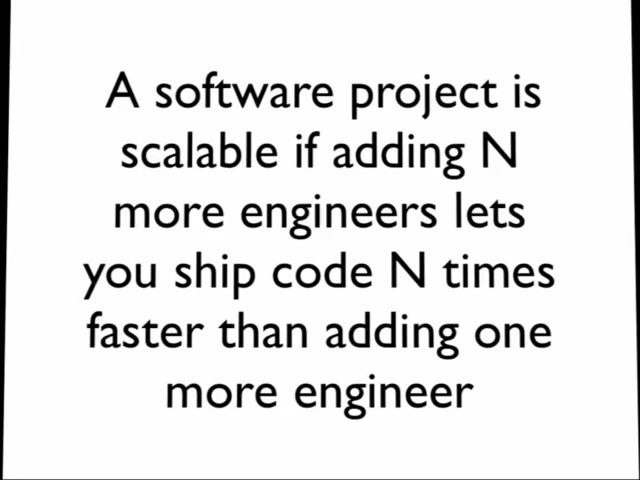 A software project is
scalable if adding N
more engineers lets
you ship code N times
faster than adding one
more engineer